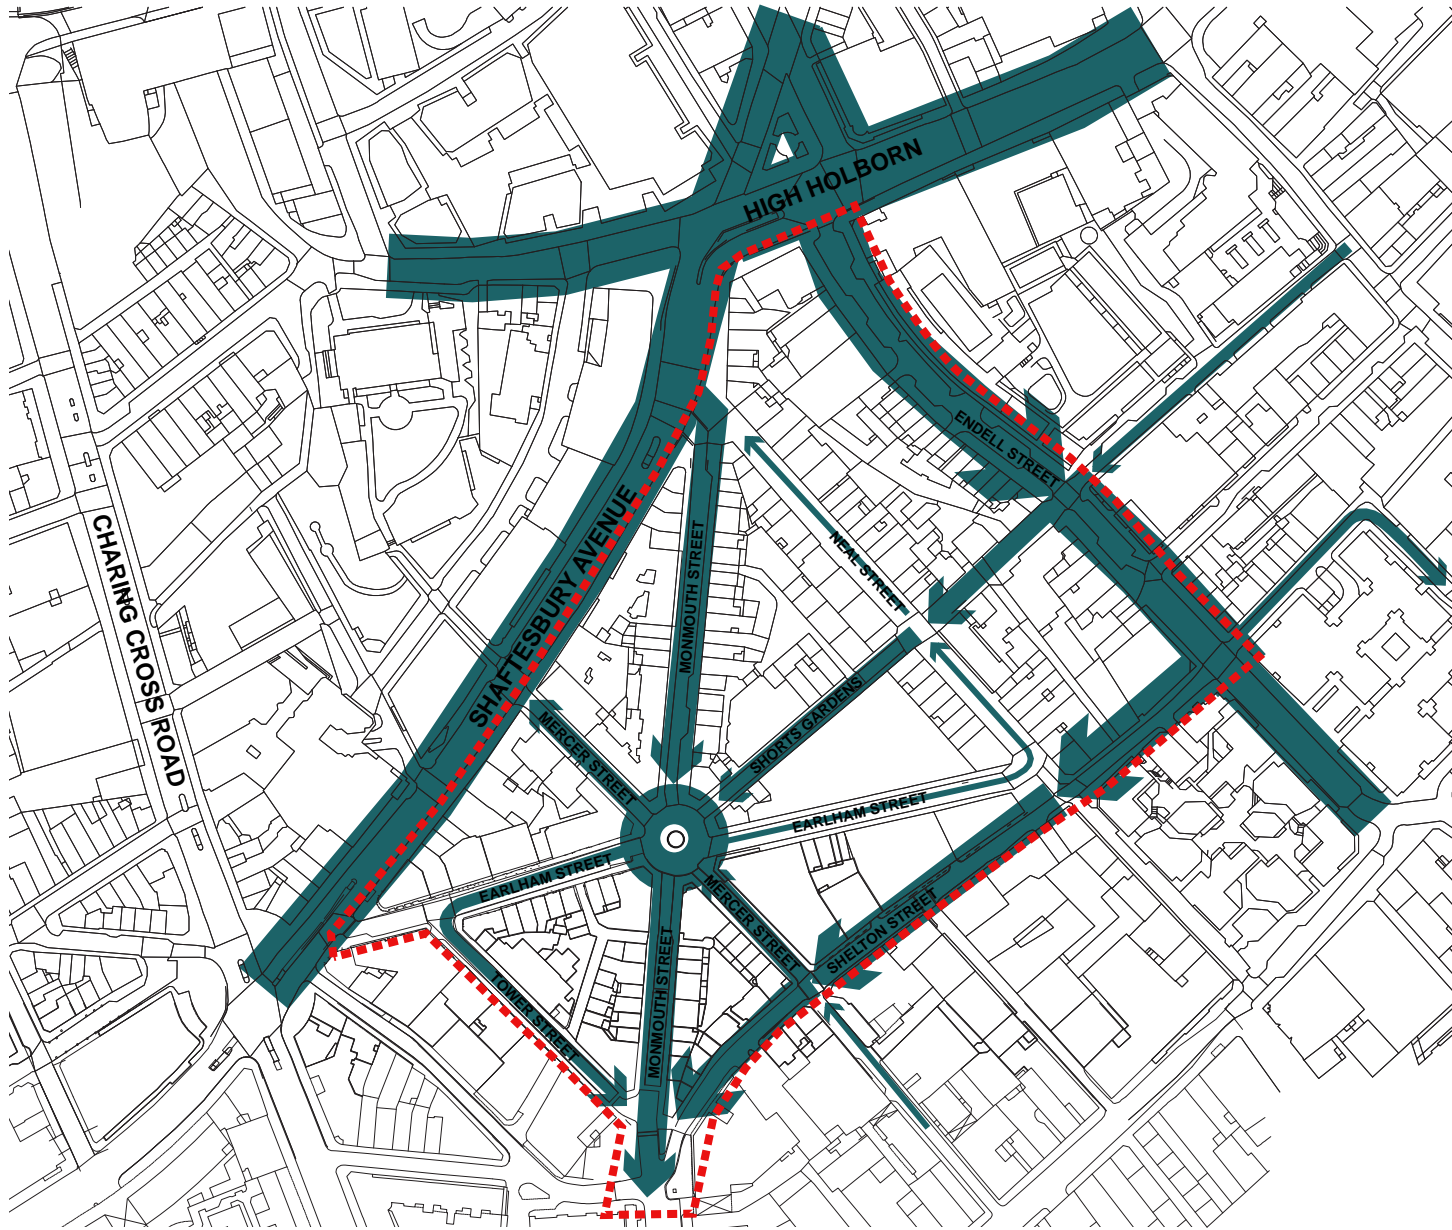 HIGH HOLBORN
ENDELL STREET
SHAFTESBURY AVENUE
CHARING CROSS ROAD
MONMOUTH STREET
NEAL STREET
SHORTS GARDENS
MERCER STREET
EARLHAM STREET
EARLHAM STREET
MERCER STREET
SHELTON STREET
TOWER STREET
MONMOUTH STREET